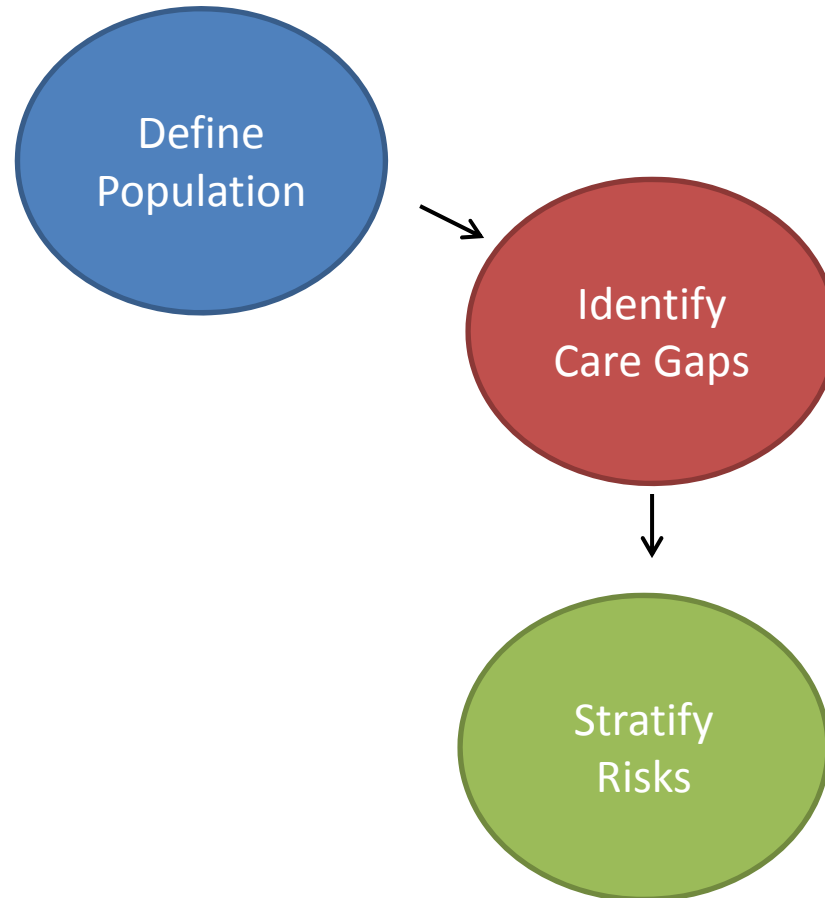 Define
Population
Identify
Care Gaps
Stratify
Risks